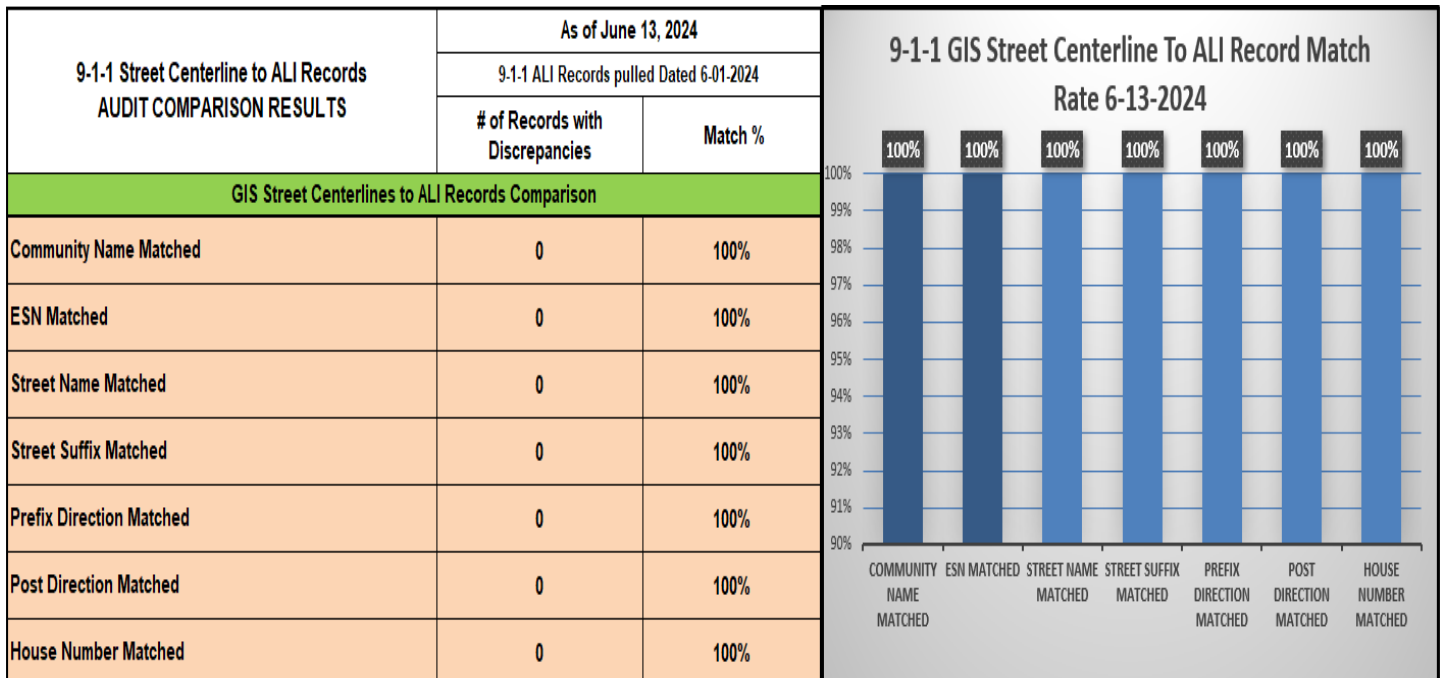 9-1-1 Street Centerline to ALI Records
AUDIT COMPARISON RESULTS
As of June 13, 2024
9-1-1 ALI Records pulled Dated 6-01-2024
# of Records with
Discrepancies
Match %
GIS Street Centerlines to ALI Records Comparison
Community Name Matched 0 100%
ESN Matched 0 100%
Street Name Matched 0 100%
Street Suffix Matched 0 100%
Prefix Direction Matched 0 100%
Post Direction Matched 0 100%
House Number Matched 0 100%
9-1-1 GIS Street Centerline To ALI Record Match
Rate 6-13-2024
100% 100% 100% 100% 100% 100% 100%
100%
99%
98%
97%
96%
95%
94%
93%
92%
91%
90%
COMMUNITY
NAME
MATCHED
ESN MATCHED
STREET NAME
MATCHED
STREET SUFFIX
MATCHED
PREFIX
DIRECTION
MATCHED
POST
DIRECTION
MATCHED
HOUSE
NUMBER
MATCHED